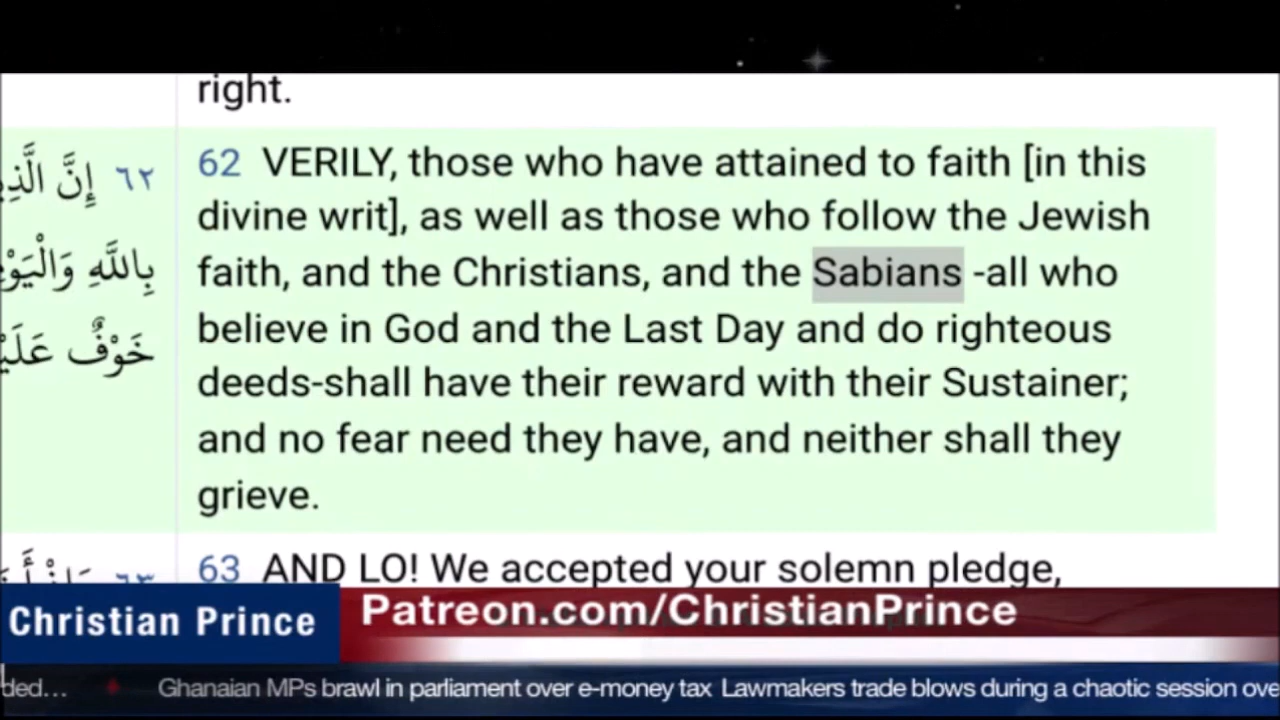 right.
إِنَّ ٦٢
62 VERILY, those who have attained to faith [in this
divine writ], as well as those who follow the Jewish
بِاللَّهِ
faith, and the Christians, and the Sabians -all who
believe in God and the Last Day and do righteous
خَوْفٌ
deeds-shall have their reward with their Sustainer;
and no fear need they have, and neither shall they
grieve.
٦٣
63 AND LO! We accepted your solemn pledge,
Christian Prince
Patreon.com/ChristianPrince
ded... Ghanaian MPs brawl in parliament over e-money tax Lawmakers trade blows during a chaotic session ove